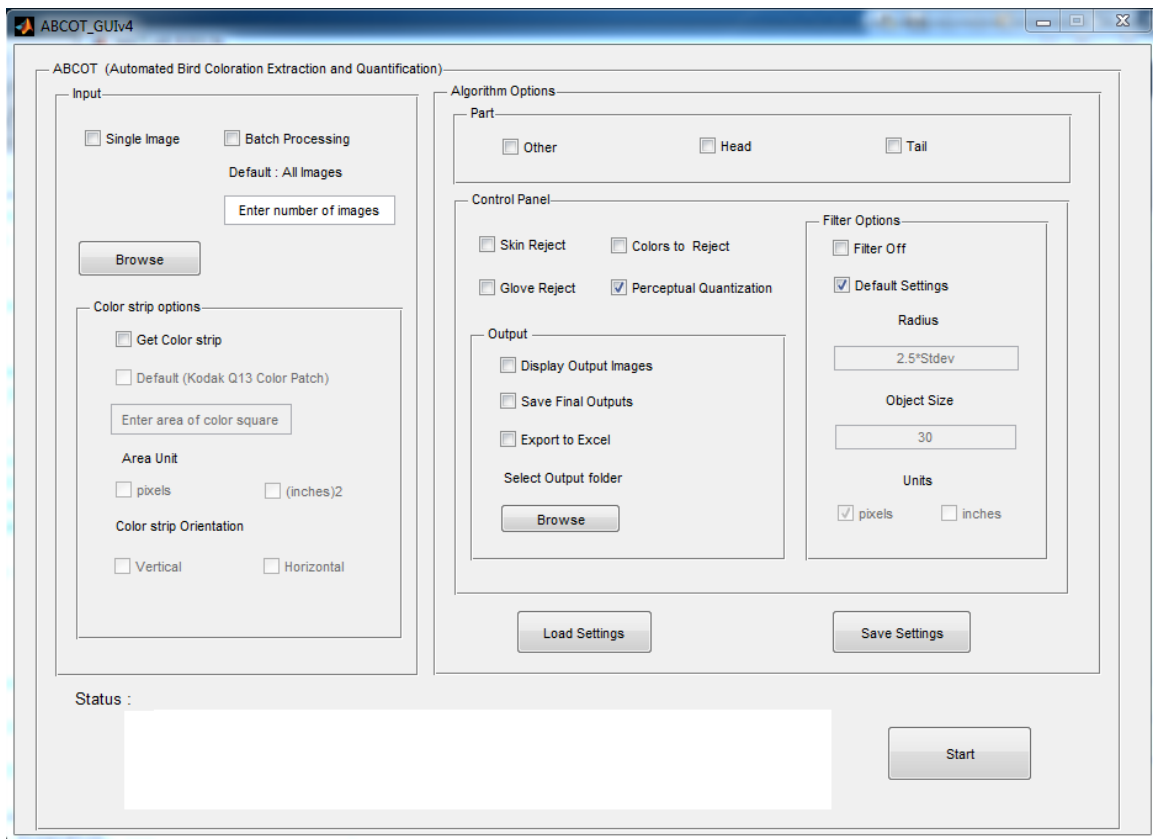 ABCOT_GUIv4
ABCOT (Automated Bird Coloration Extraction and Quantification)
Input
Single Image
Batch Processing
Default : All Images
Enter number of images
Browse
Color strip options
Get Color strip
Default (Kodak Q13 Color Patch)
Enter area of color square
Area Unit
pixels
(inches)2
Color strip Orientation
Vertical
Horizontal
Algorithm Options
Part
Other
Head
Tail
Control Panel
Skin Reject
Colors to Reject
Glove Reject
Perceptual Quantization
Output
Display Output Images
Save Final Outputs
Export to Excel
Select Output folder
Browse
Filter Options
Filter Off
Default Settings
Radius
2.5*Stdev
Object Size
30
Units
pixels
inches
Load Settings
Save Settings
Status :
Start